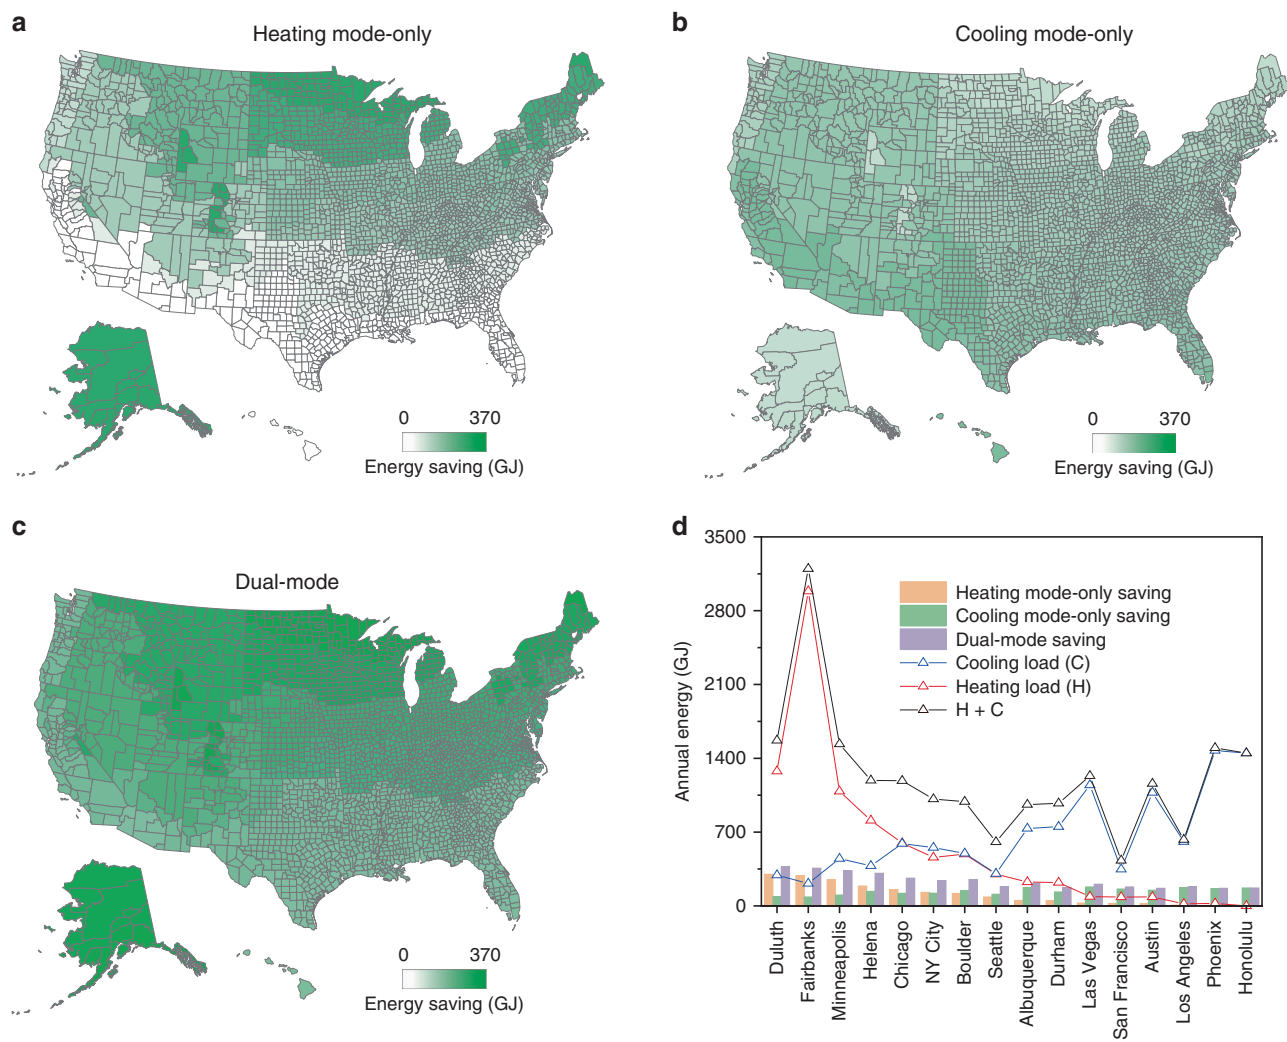 a
Heating mode-only
0 370
Energy saving (GJ)
b
Cooling mode-only
0 370
Energy saving (GJ)
c
Dual-mode
0 370
Energy saving (GJ)
d
Annual energy (GJ)
3500
2800
2100
1400
700
0
Heating mode-only saving
Cooling mode-only saving
Dual-mode saving
Cooling load (C)
Heating load (H)
H + C
Duluth
Fairbanks
Minneapolis
Helena
Chicago
NY City
Boulder
Seattle
Albuquerque
Durham
Las Vegas
San Francisco
Austin
Los Angeles
Phoenix
Honolulu